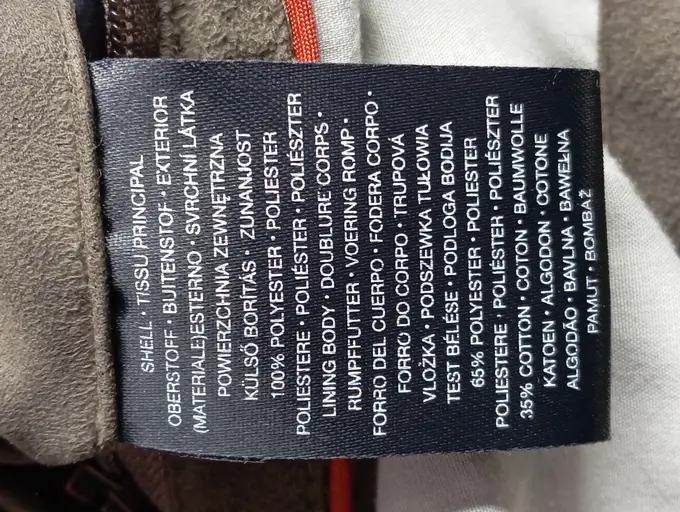 SHELL • TISSU PRINCIPAL
OBERSTOFF • BUITENSTOF • EXTERIOR
(MATERIALE)ESTERNO • SVRCHNÍ LÁTKA
POWIERZCHNIA ZEWNĘTRZNA
KÜLSŐ BORÍTÁS • ZUNANJOST
100% POLYESTER • POLIESTER
POLIESTERE • POLIÉSTER • POLIÉSZTER
LINING BODY • DOUBLURE CORPS •
RUMPFFUTTER • VOERING ROMP •
FORRO DEL CUERPO • FODERA CORPO •
FORRO DO CORPO • TRUPOVÁ
VLOŽKA • PODSZEWKA TUŁOWIA
TEST BÉLÉSE • PODLOGA BODIJA
65% POLYESTER • POLIESTER
POLIESTERE • POLIÉSTER • POLIÉSZTER
35% COTTON • COTON • BAUMWOLLE
KATOEN • ALGODON • COTONE
ALGODÃO • BAVLNA • BAWEŁNA
PAMUT • BOMBAŽ